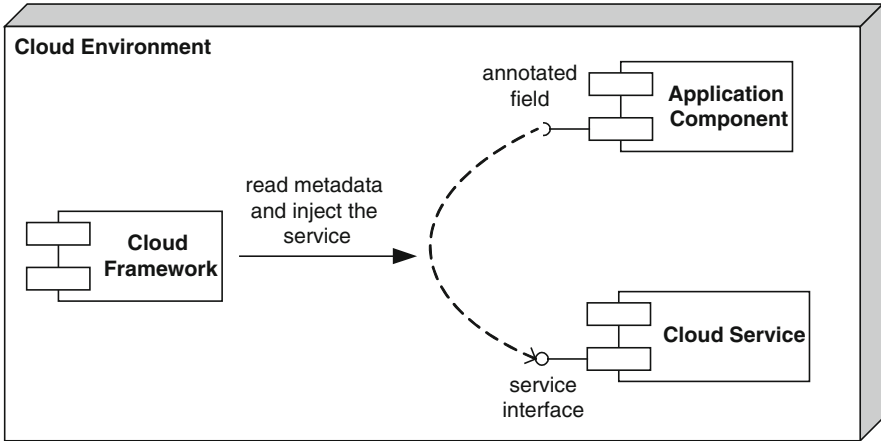 Cloud Environment
annotated
field
Application
Component
read metadata
and inject the
service
Cloud
Framework
Cloud Service
service
interface